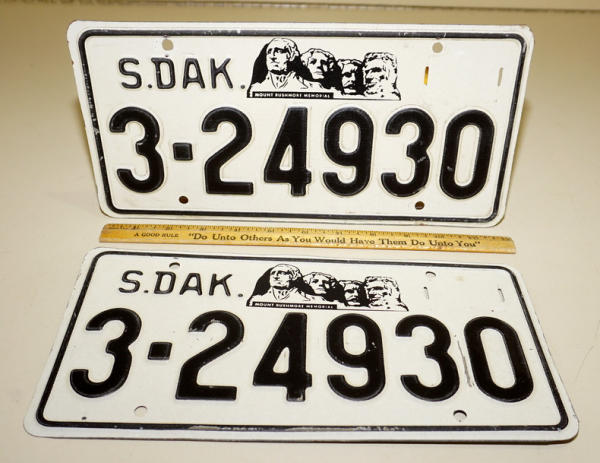 S.DAK.
MOUNT RUSHMORE MEMORIAL
3-24930
A GOOD RULE "Do Unto Others As You Would Have Them Do Unto You"
S.DAK.
MOUNT RUSHMORE MEMORIAL
3-24930